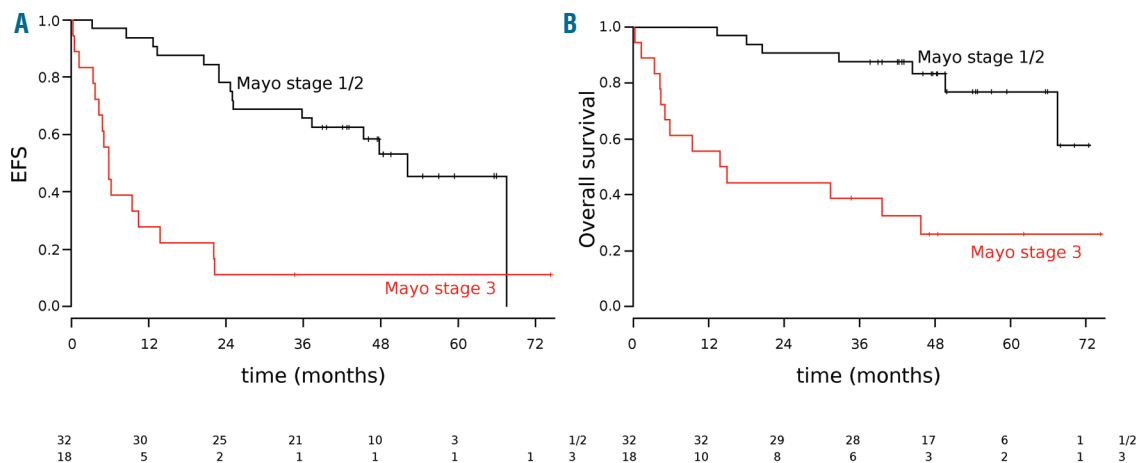 A
B
1.0
0.8
0.6
0.4
0.2
0.0
EFS
Mayo stage 1/2
Mayo stage 3
0 12 24 36 48 60 72
time (months)
1.0
0.8
0.6
0.4
0.2
0.0
Overall survival
Mayo stage 1/2
Mayo stage 3
0 12 24 36 48 60 72
time (months)
32 30 25 21 10 3 1/2
18 5 2 1 1 1 1 3
32 32 29 28 17 6 1 1/2
18 10 8 6 3 2 1 3